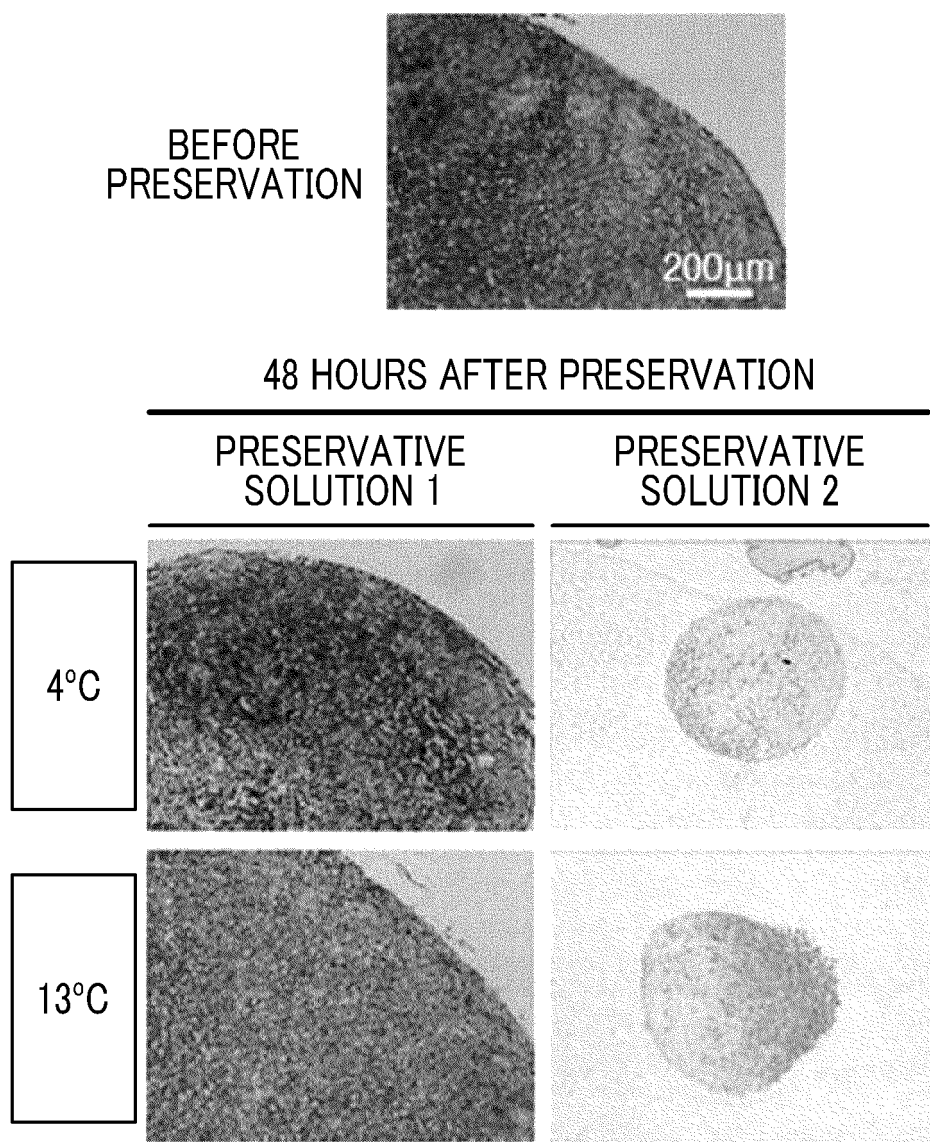 BEFORE
PRESERVATION
200μm
48 HOURS AFTER PRESERVATION
PRESERVATIVE
SOLUTION 1
PRESERVATIVE
SOLUTION 2
4°C
13°C